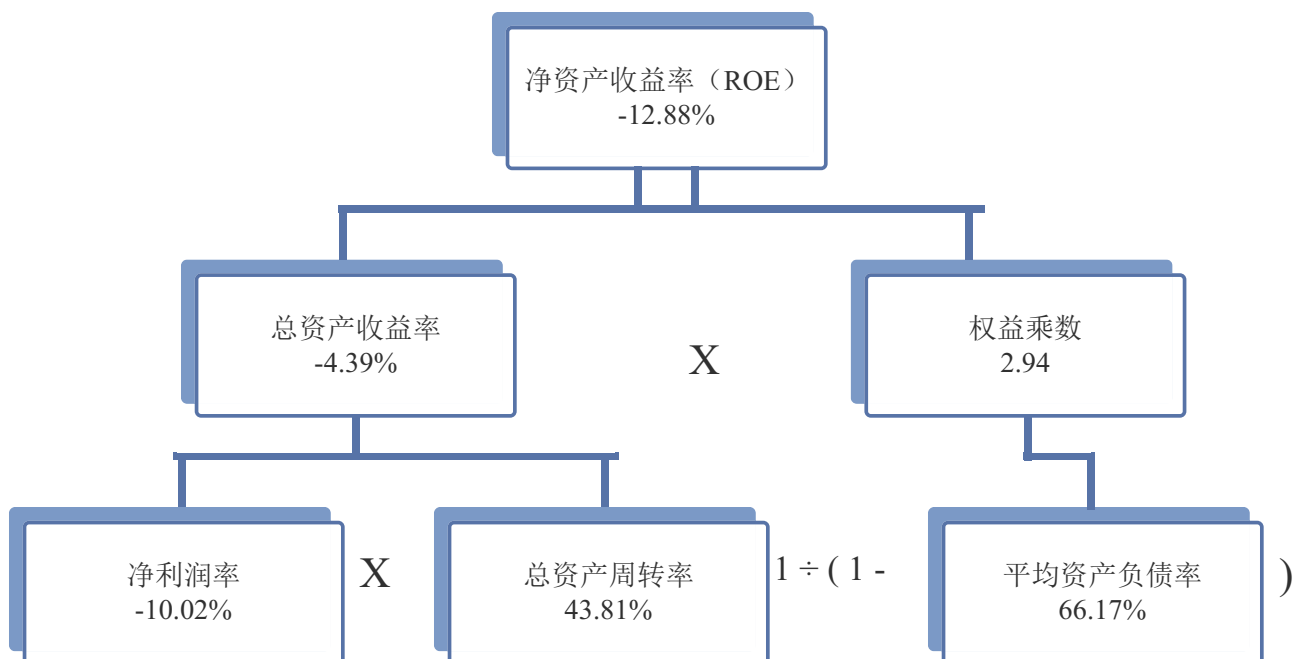 净资产收益率（ROE）
-12.88%
总资产收益率
-4.39%
X
权益乘数
2.94
净利润率
-10.02%
X
总资产周转率
43.81%
1 ÷ ( 1 -
平均资产负债率
66.17%
)